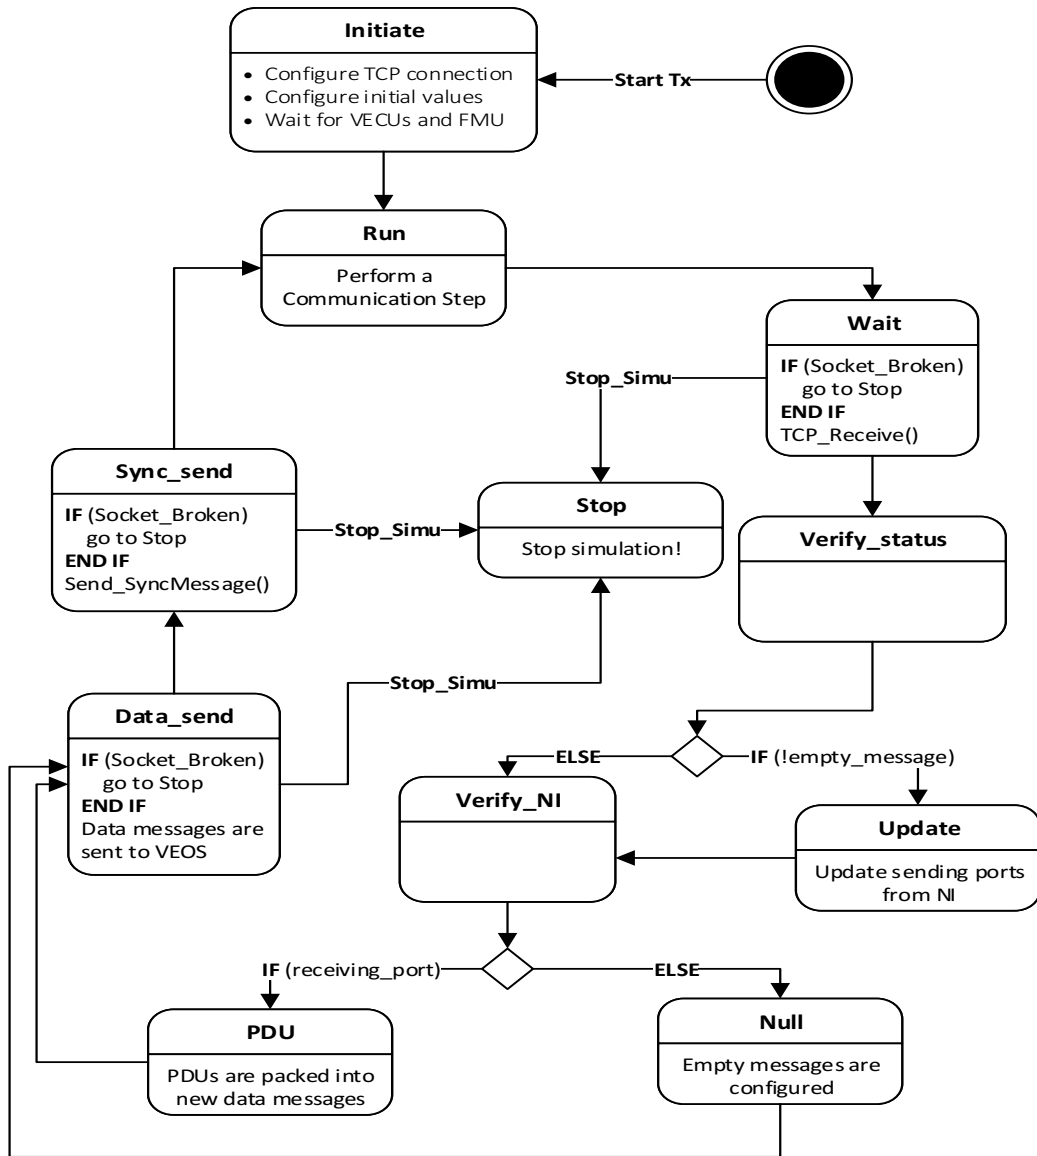 Initiate
• Configure TCP connection
• Configure initial values
• Wait for VECUs and FMU
Start Tx
Run
Perform a
Communication Step
Wait
IF (Socket_Broken)
go to Stop
END IF
TCP_Receive()
Stop_Simu
Sync_send
IF (Socket_Broken)
go to Stop
END IF
Send_SyncMessage()
Stop_Simu
Stop
Stop simulation!
Verify_status
Stop_Simu
Data_send
IF (Socket_Broken)
go to Stop
END IF
Data messages are
sent to VEOS
ELSE
IF (!empty_message)
Verify_NI
Update
Update sending ports
from NI
IF (receiving_port)
ELSE
PDU
PDUs are packed into
new data messages
Null
Empty messages are
configured